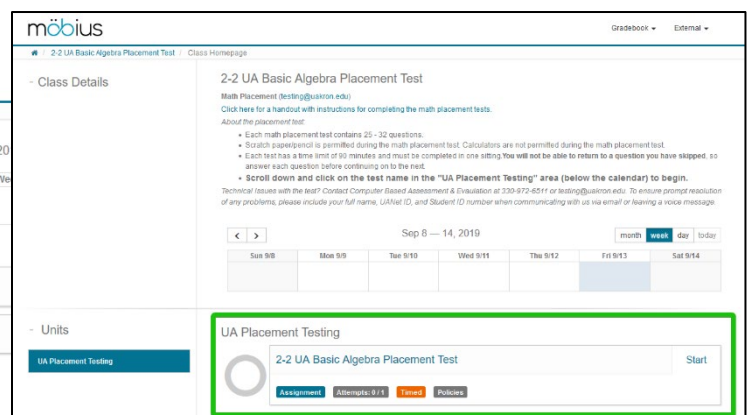 möbius
Gradebook
External
2-2 UA Basic Algebra Placement Test / Class Homepage
- Class Details
2-2 UA Basic Algebra Placement Test
Math Placement (testing@uakron.edu)
Click here for a handout with instructions for completing the math placement tests.
About the placement test:
• Each math placement test contains 25 - 32 questions.
• Scratch paper/pencil is permitted during the math placement test. Calculators are not permitted during the math placement test.
• Each test has a time limit of 90 minutes and must be completed in one sitting. You will not be able to return to a question you have skipped, so
answer each question before continuing on to the next.
• Scroll down and click on the test name in the "UA Placement Testing" area (below the calendar) to begin.
Technical Issues with the test? Contact Computer Based Assessment & Evaulation at 330-972-6511 or testing@uakron.edu. To ensure prompt resolution
of any problems, please include your full name, UANet ID, and Student ID number when communicating with us via email or leaving a voice message.
< >
Sep 8 — 14, 2019
month week day today
Sun 9/8 Mon 9/9 Tue 9/10 Wed 9/11 Thu 9/12 Fri 9/13 Sat 9/14
- Units
UA Placement Testing
UA Placement Testing
2-2 UA Basic Algebra Placement Test
Start
Assignment Attempts: 0 / 1 Timed Policies
20
We